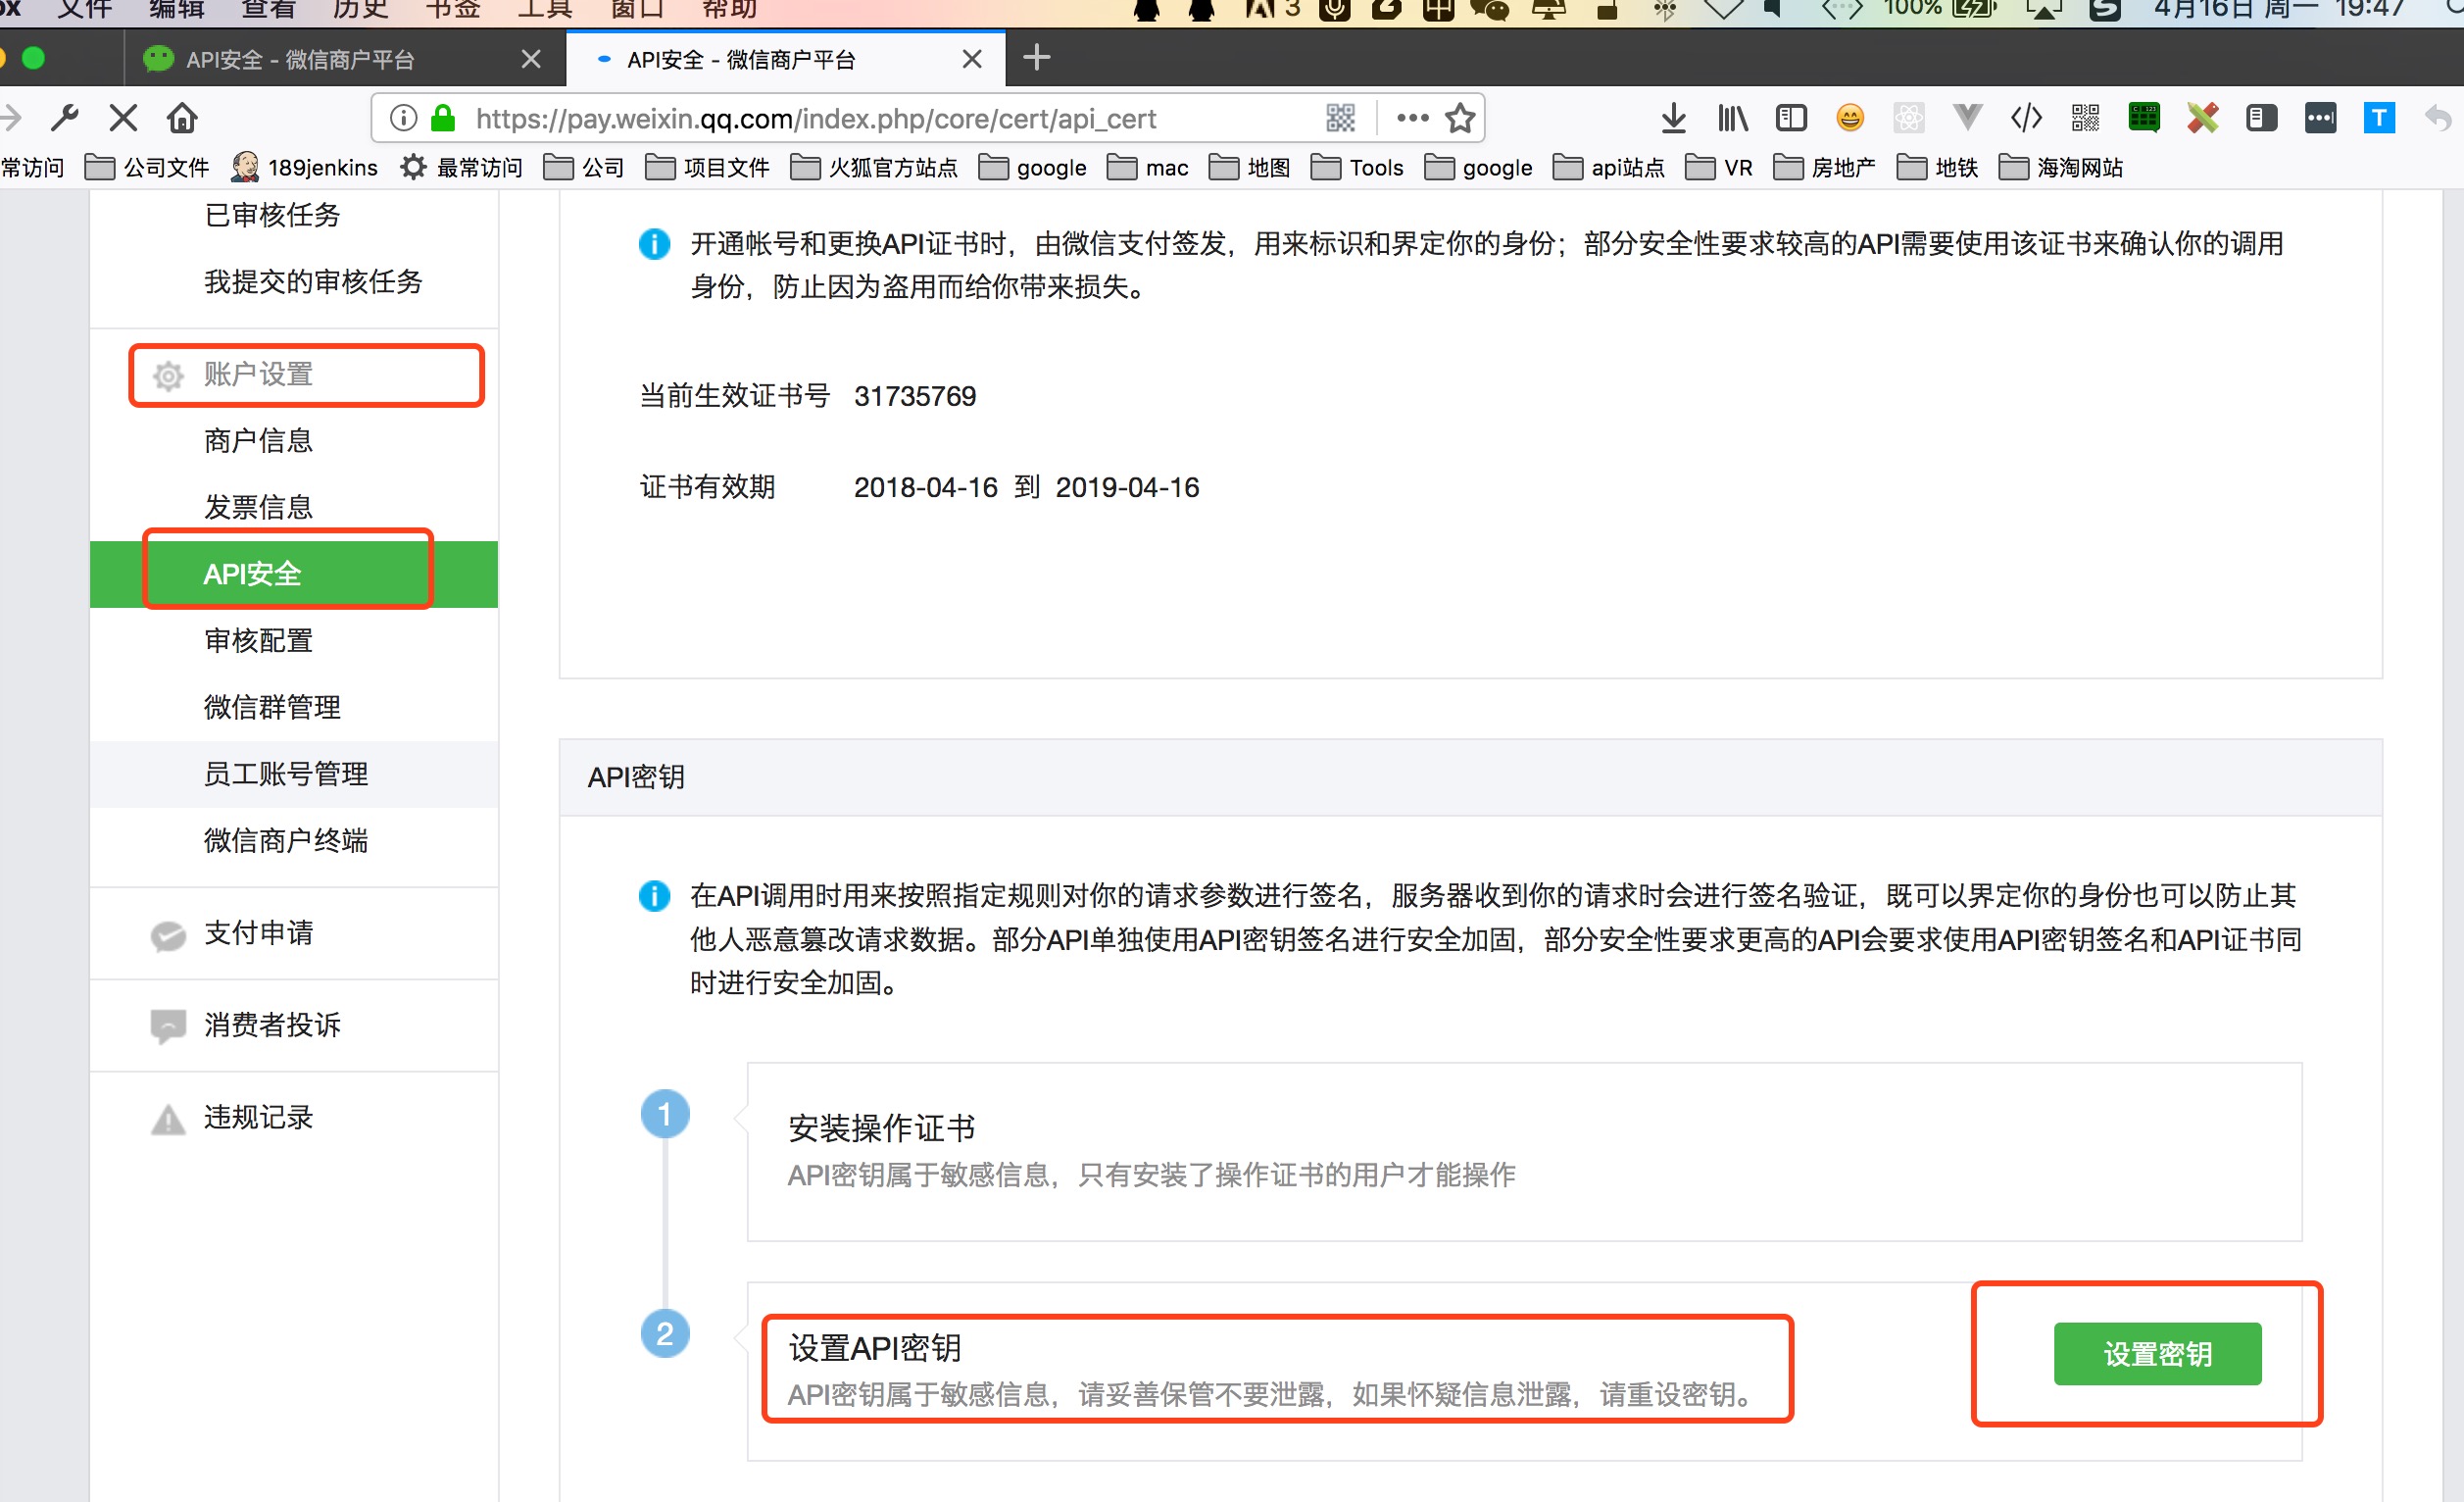 文件 编辑 查看 历史 书签 工具 窗口 帮助 3 100% 4月16日 周一 19:47
API安全 - 微信商户平台 API安全 - 微信商户平台
https://pay.weixin.qq.com/index.php/core/cert/api_cert
常访问 公司文件 189jenkins 最常访问 公司 项目文件 火狐官方站点 google mac 地图 Tools google api站点 VR 房地产 地铁 海淘网站
已审核任务
我提交的审核任务
账户设置
商户信息
发票信息
API安全
审核配置
微信群管理
员工账号管理
微信商户终端
支付申请
消费者投诉
违规记录
开通帐号和更换API证书时，由微信支付签发，用来标识和界定你的身份；部分安全性要求较高的API需要使用该证书来确认你的调用
身份，防止因为盗用而给你带来损失。
当前生效证书号 31735769
证书有效期 2018-04-16 到 2019-04-16
API密钥
在API调用时用来按照指定规则对你的请求参数进行签名，服务器收到你的请求时会进行签名验证，既可以界定你的身份也可以防止其
他人恶意篡改请求数据。部分API单独使用API密钥签名进行安全加固，部分安全性要求更高的API会要求使用API密钥签名和API证书同
时进行安全加固。
1
安装操作证书
API密钥属于敏感信息，只有安装了操作证书的用户才能操作
2
设置API密钥
API密钥属于敏感信息，请妥善保管不要泄露，如果怀疑信息泄露，请重设密钥。
设置密钥